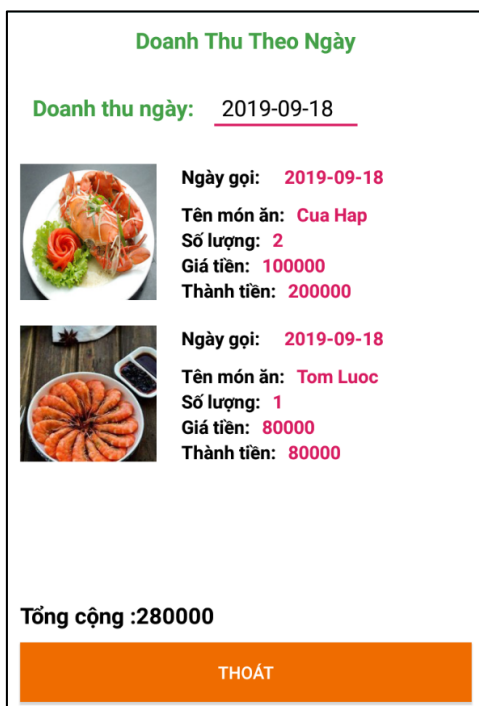 Doanh Thu Theo Ngày
Doanh thu ngày: 2019-09-18
Ngày gọi: 2019-09-18
Tên món ăn: Cua Hap
Số lượng: 2
Giá tiền: 100000
Thành tiền: 200000
Ngày gọi: 2019-09-18
Tên món ăn: Tom Luoc
Số lượng: 1
Giá tiền: 80000
Thành tiền: 80000
Tổng cộng :280000
THOÁT